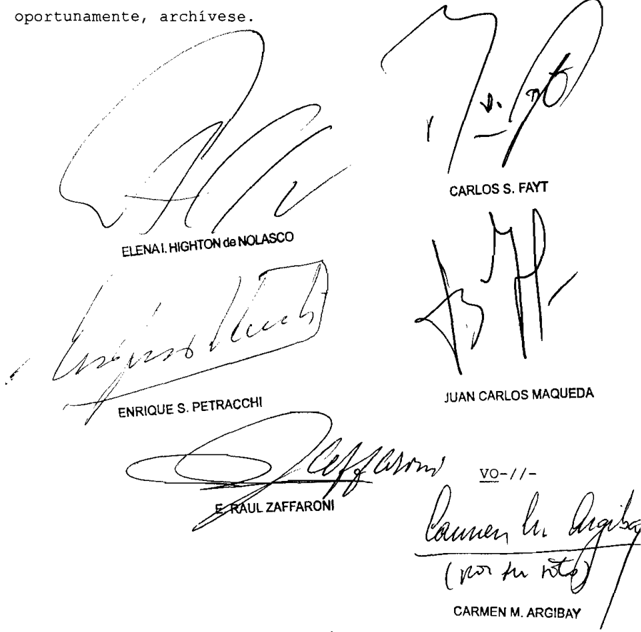 oportunamente, archívese.
ELENA I. HIGHTON de NOLASCO
CARLOS S. FAYT
ENRIQUE S. PETRACCHI
JUAN CARLOS MAQUEDA
Zaffaroni
E. RAUL ZAFFARONI
VO-//-
Carmen M. Argibay
(por su voto)
CARMEN M. ARGIBAY